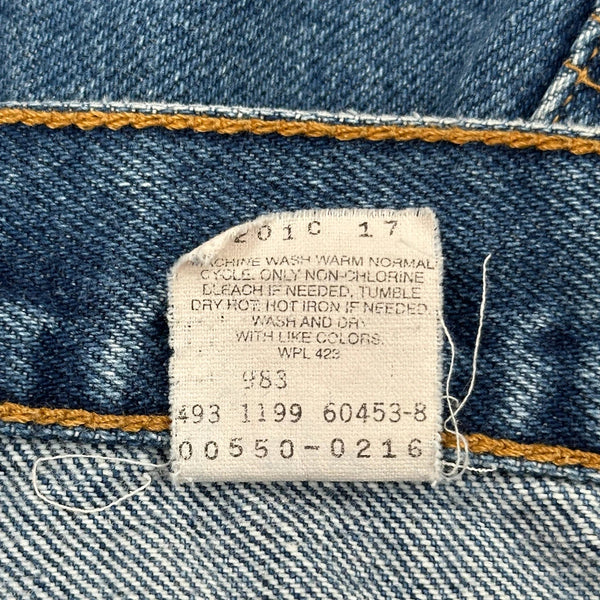 201C 17
MACHINE WASH WARM NORMAL
CYCLE. ONLY NON-CHLORINE
BLEACH IF NEEDED, TUMBLE
DRY HOT. HOT IRON IF NEEDED.
WASH AND DRY
WITH LIKE COLORS.
WPL 423
983
493 1199 60453-8
00550-0216